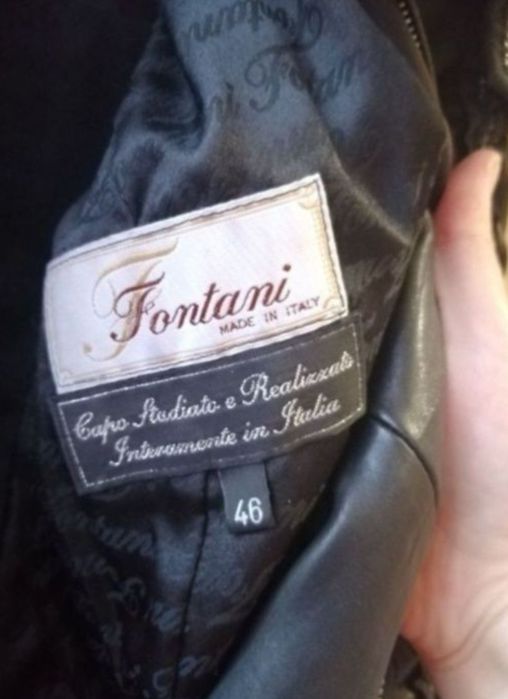 Fontani
MADE IN ITALY
Capo Studiato e Realizzato
Interamente in Italia
46